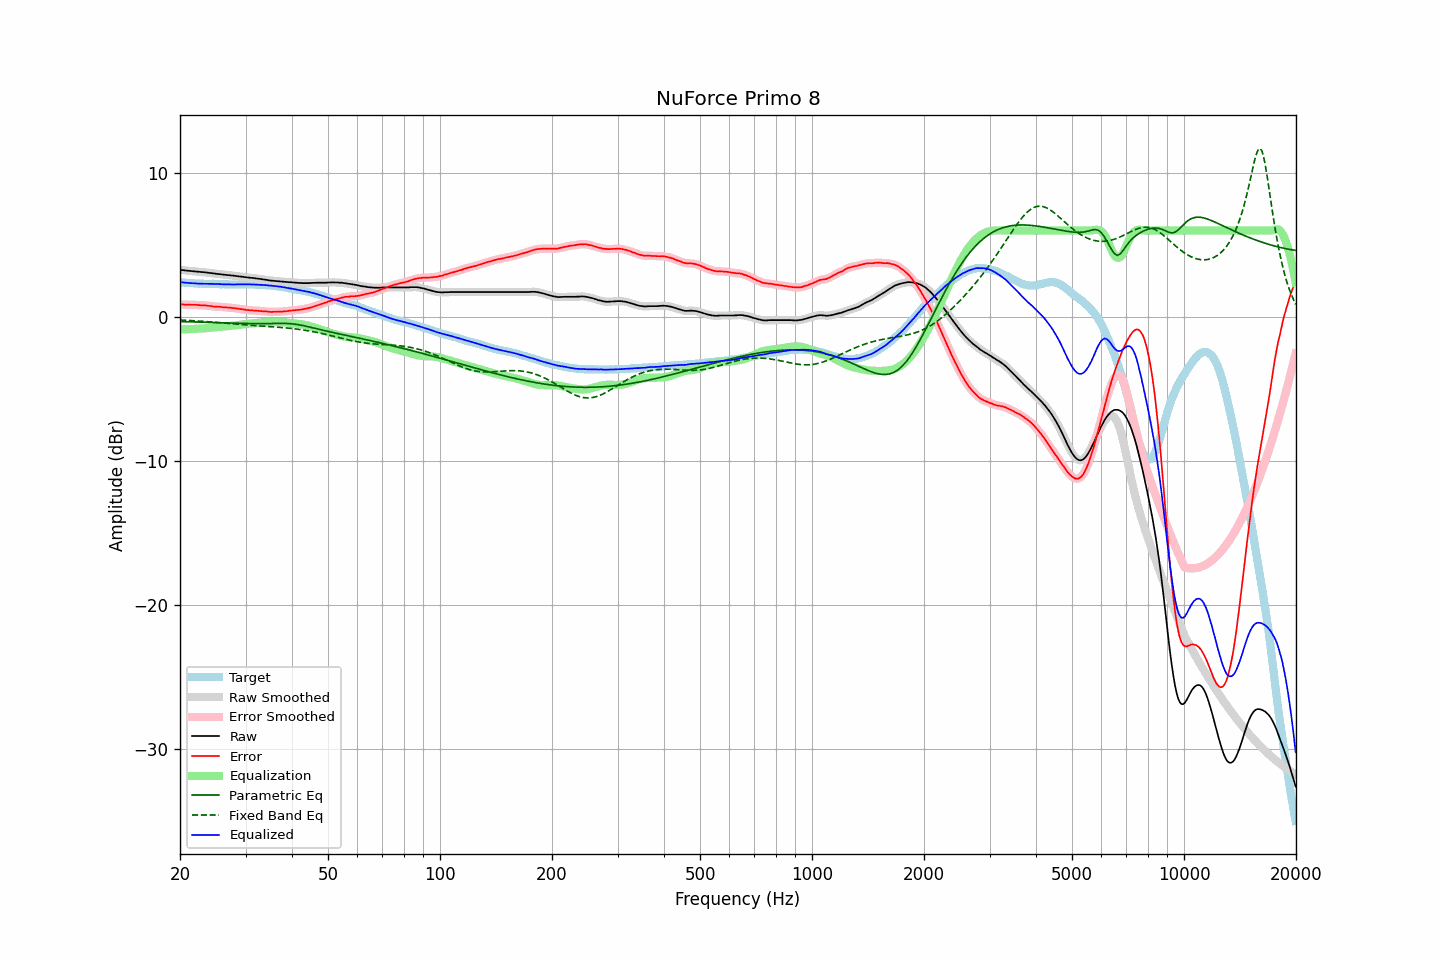 NuForce Primo 8
10
0
−10
−20
−30
Amplitude (dBr)
Target
Raw Smoothed
Error Smoothed
Raw
Error
Equalization
Parametric Eq
Fixed Band Eq
Equalized
20 50 100 200 500 1000 2000 5000 10000 20000
Frequency (Hz)